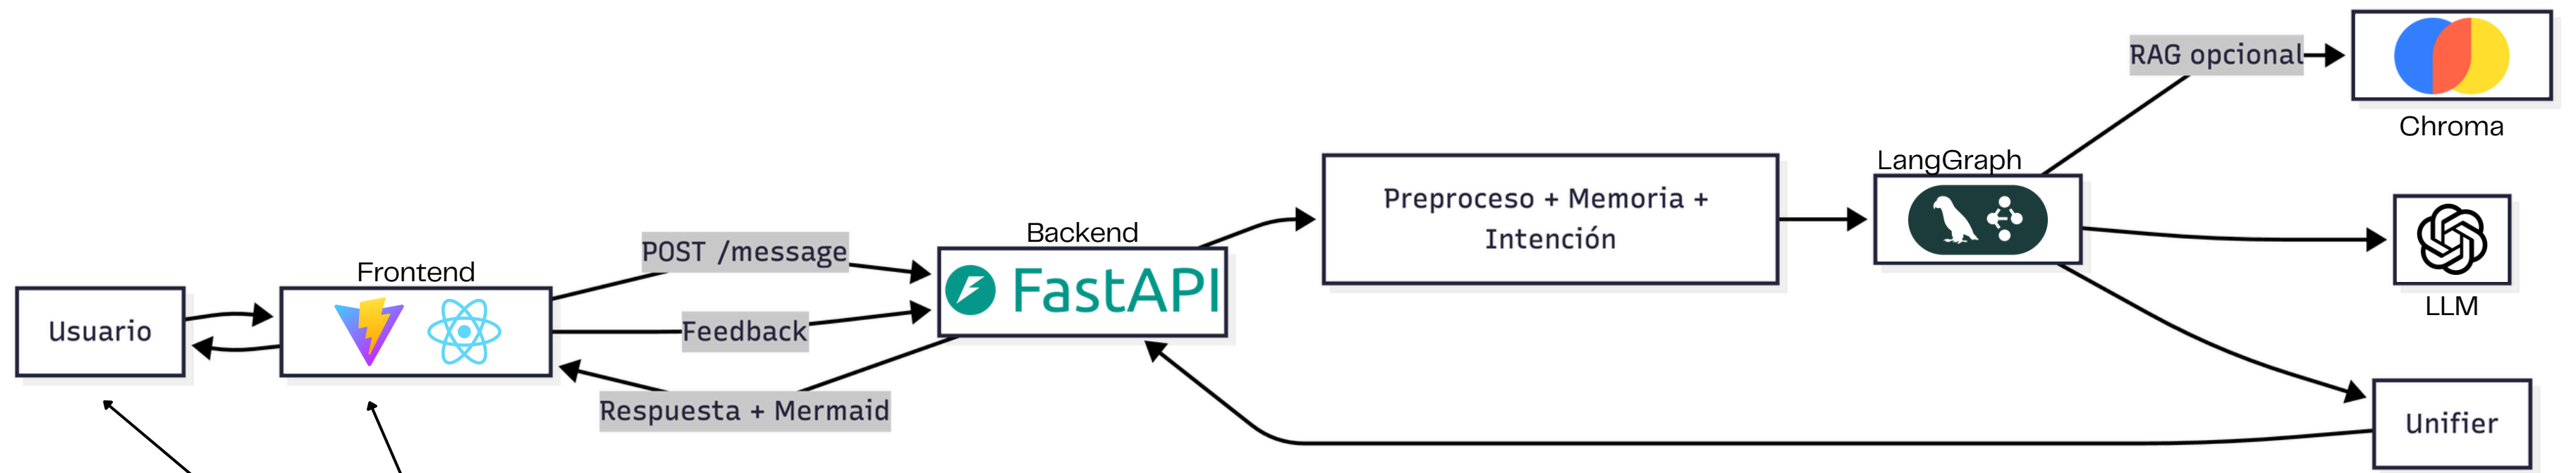 RAG opcional
Chroma
LangGraph
Preproceso + Memoria +
Intención
Backend
POST /message
FastAPI
Frontend
LLM
Usuario
Feedback
Respuesta + Mermaid
Unifier